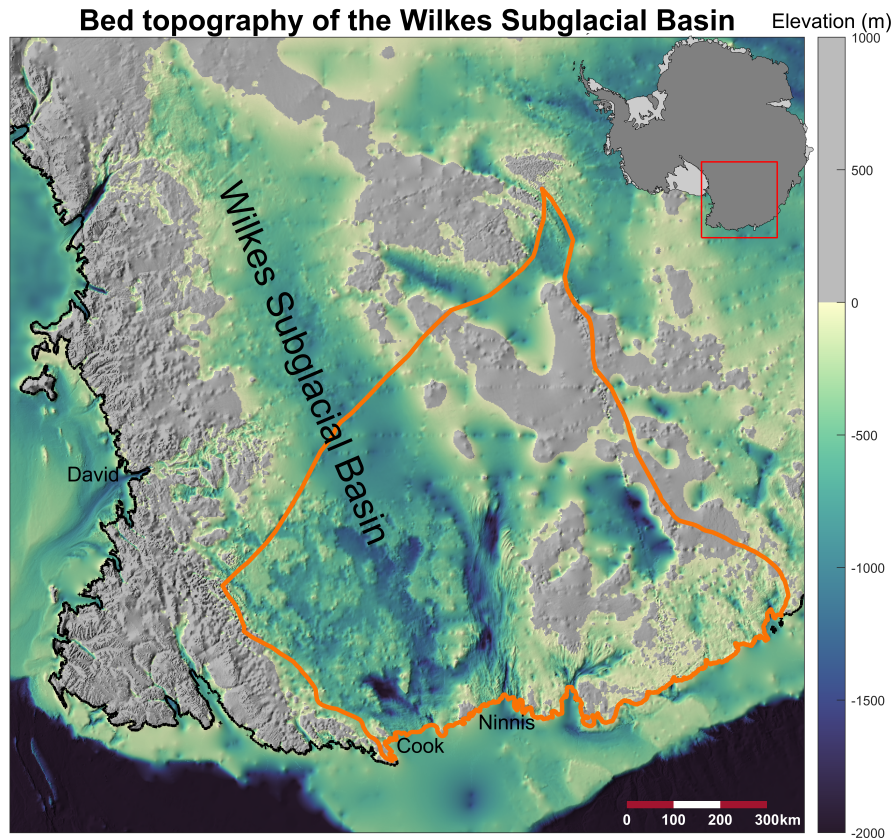 Bed topography of the Wilkes Subglacial Basin
Elevation (m)
1000
500
0
-500
-1000
-1500
-2000
Wilkes Subglacial Basin
David
Ninnis
Cook
0 100 200 300km